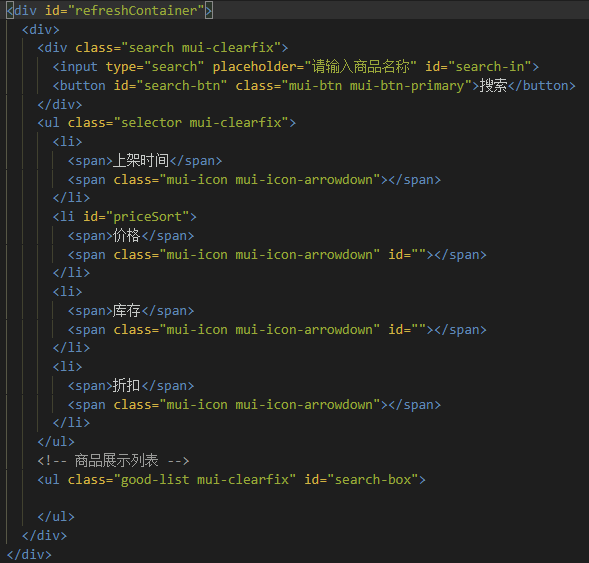 <div id="refreshContainer">
<div>
<div class="search mui-clearfix">
<input type="search" placeholder="请输入商品名称" id="search-in">
<button id="search-btn" class="mui-btn mui-btn-primary">搜索</button>
</div>
<ul class="selector mui-clearfix">
<li>
<span>上架时间</span>
<span class="mui-icon mui-icon-arrowdown"></span>
</li>
<li id="priceSort">
<span>价格</span>
<span class="mui-icon mui-icon-arrowdown" id=""></span>
</li>
<li>
<span>库存</span>
<span class="mui-icon mui-icon-arrowdown" id=""></span>
</li>
<li>
<span>折扣</span>
<span class="mui-icon mui-icon-arrowdown"></span>
</li>
</ul>
<!-- 商品展示列表 -->
<ul class="good-list mui-clearfix" id="search-box">
</ul>
</div>
</div>